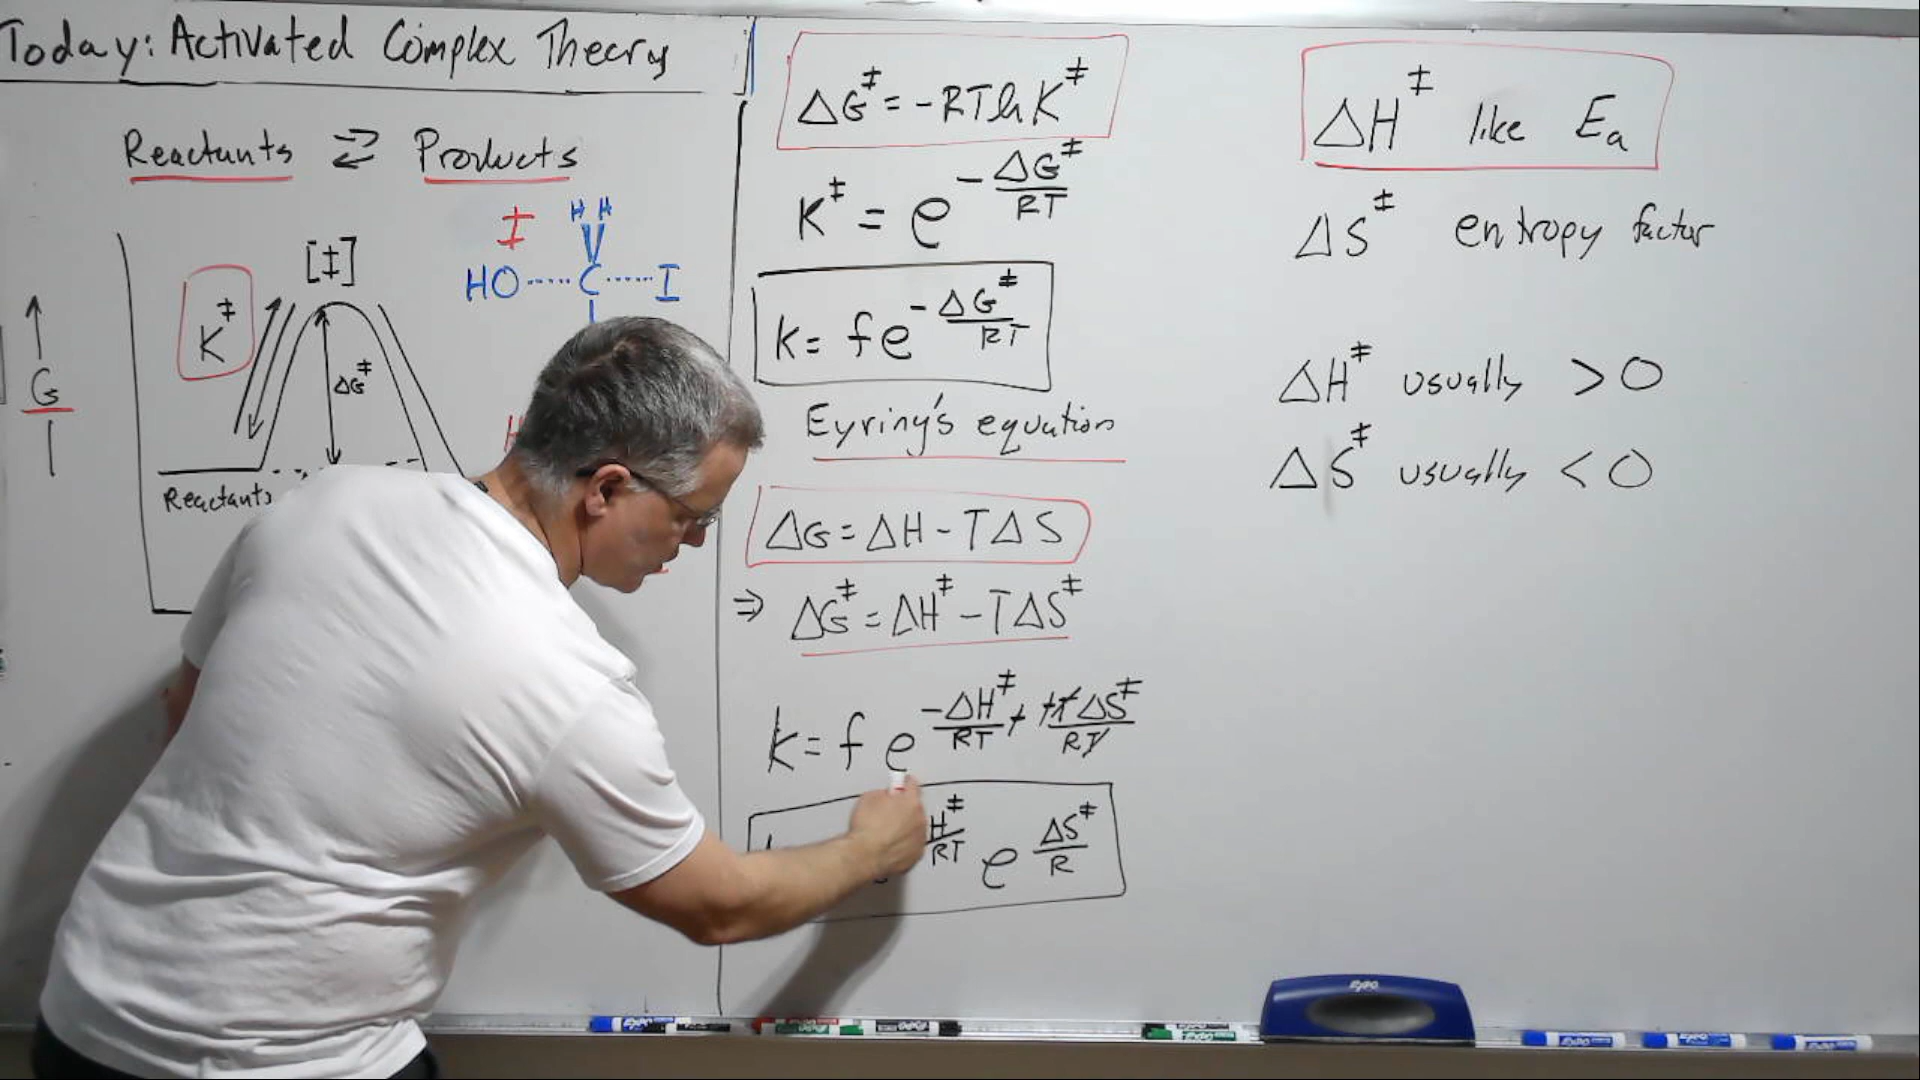 Today: Activated Complex Theory
Reactants ⇌ Products
I
H H
HO······C······I
[‡]
K‡
ΔG‡
↑
G
Reactants
ΔG‡ = -RT ln K‡
K‡ = e^(-ΔG‡/RT)
k = fe^(-ΔG‡/RT)
Eyring's equation
ΔG = ΔH - TΔS
⇒ ΔG‡ = ΔH‡ - TΔS‡
k = f e^(-ΔH‡/RT + +TΔS‡/RT)
H‡/RT e^(ΔS‡/R)
ΔH‡ like Ea
ΔS‡ entropy factor
ΔH‡ usually > 0
ΔS‡ usually < 0
EXPO